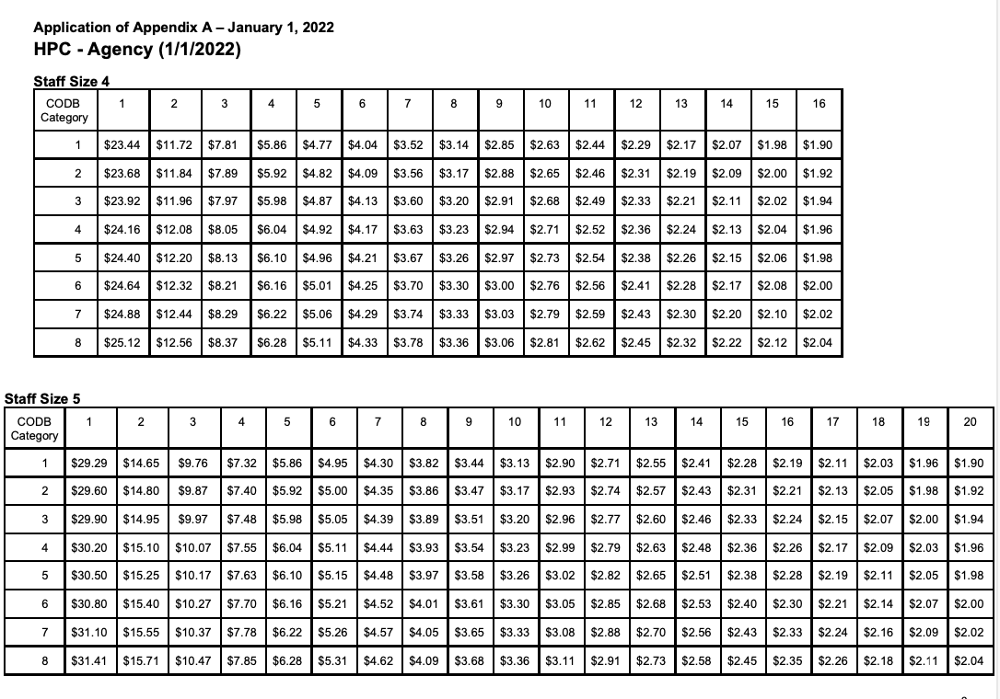 Application of Appendix A – January 1, 2022
HPC - Agency (1/1/2022)
Staff Size 4
CODB Category 1 2 3 4 5 6 7 8 9 10 11 12 13 14 15 16
1 $23.44 $11.72 $7.81 $5.86 $4.77 $4.04 $3.52 $3.14 $2.85 $2.63 $2.44 $2.29 $2.17 $2.07 $1.98 $1.90
2 $23.68 $11.84 $7.89 $5.92 $4.82 $4.09 $3.56 $3.17 $2.88 $2.65 $2.46 $2.31 $2.19 $2.09 $2.00 $1.92
3 $23.92 $11.96 $7.97 $5.98 $4.87 $4.13 $3.60 $3.20 $2.91 $2.68 $2.49 $2.33 $2.21 $2.11 $2.02 $1.94
4 $24.16 $12.08 $8.05 $6.04 $4.92 $4.17 $3.63 $3.23 $2.94 $2.71 $2.52 $2.36 $2.24 $2.13 $2.04 $1.96
5 $24.40 $12.20 $8.13 $6.10 $4.96 $4.21 $3.67 $3.26 $2.97 $2.73 $2.54 $2.38 $2.26 $2.15 $2.06 $1.98
6 $24.64 $12.32 $8.21 $6.16 $5.01 $4.25 $3.70 $3.30 $3.00 $2.76 $2.56 $2.41 $2.28 $2.17 $2.08 $2.00
7 $24.88 $12.44 $8.29 $6.22 $5.06 $4.29 $3.74 $3.33 $3.03 $2.79 $2.59 $2.43 $2.30 $2.20 $2.10 $2.02
8 $25.12 $12.56 $8.37 $6.28 $5.11 $4.33 $3.78 $3.36 $3.06 $2.81 $2.62 $2.45 $2.32 $2.22 $2.12 $2.04
Staff Size 5
CODB Category 1 2 3 4 5 6 7 8 9 10 11 12 13 14 15 16 17 18 19 20
1 $29.29 $14.65 $9.76 $7.32 $5.86 $4.95 $4.30 $3.82 $3.44 $3.13 $2.90 $2.71 $2.55 $2.41 $2.28 $2.19 $2.11 $2.03 $1.96 $1.90
2 $29.60 $14.80 $9.87 $7.40 $5.92 $5.00 $4.35 $3.86 $3.47 $3.17 $2.93 $2.74 $2.57 $2.43 $2.31 $2.21 $2.13 $2.05 $1.98 $1.92
3 $29.90 $14.95 $9.97 $7.48 $5.98 $5.05 $4.39 $3.89 $3.51 $3.20 $2.96 $2.77 $2.60 $2.46 $2.33 $2.24 $2.15 $2.07 $2.00 $1.94
4 $30.20 $15.10 $10.07 $7.55 $6.04 $5.11 $4.44 $3.93 $3.54 $3.23 $2.99 $2.79 $2.63 $2.48 $2.36 $2.26 $2.17 $2.09 $2.03 $1.96
5 $30.50 $15.25 $10.17 $7.63 $6.10 $5.15 $4.48 $3.97 $3.58 $3.26 $3.02 $2.82 $2.65 $2.51 $2.38 $2.28 $2.19 $2.11 $2.05 $1.98
6 $30.80 $15.40 $10.27 $7.70 $6.16 $5.21 $4.52 $4.01 $3.61 $3.30 $3.05 $2.85 $2.68 $2.53 $2.40 $2.30 $2.21 $2.14 $2.07 $2.00
7 $31.10 $15.55 $10.37 $7.78 $6.22 $5.26 $4.57 $4.05 $3.65 $3.33 $3.08 $2.88 $2.70 $2.56 $2.43 $2.33 $2.24 $2.16 $2.09 $2.02
8 $31.41 $15.71 $10.47 $7.85 $6.28 $5.31 $4.62 $4.09 $3.68 $3.36 $3.11 $2.91 $2.73 $2.58 $2.45 $2.35 $2.26 $2.18 $2.11 $2.04